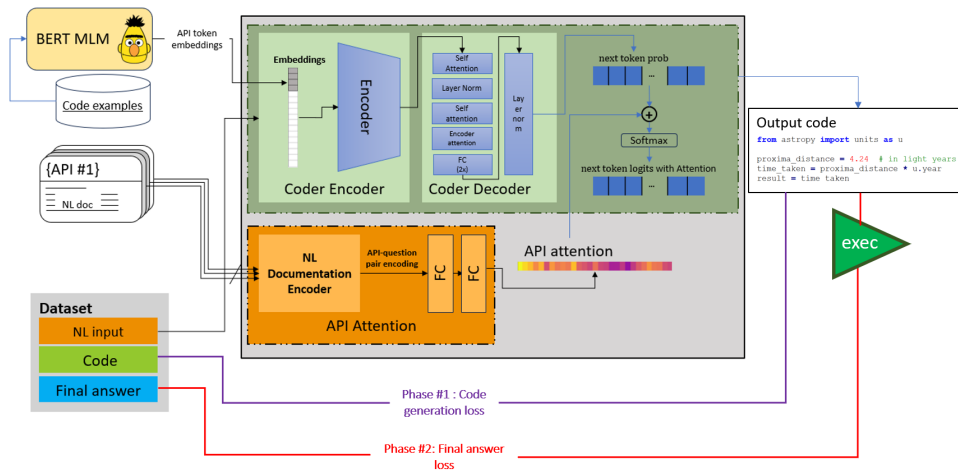 BERT MLM
API token
embeddings
Code examples
{API #1}
NL doc
Embeddings
Encoder
Coder Encoder
Self
Attention
Layer Norm
Self
attention
Encoder
attention
FC
(2x)
Lay
er
nor
m
Coder Decoder
next token prob
...
+
Softmax
next token logits with Attention
...
Output code
from astropy import units as u
proxima_distance = 4.24 # in light years
time_taken = proxima_distance * u.year
result = time taken
exec
NL
Documentation
Encoder
API-question
pair encoding
FC
FC
API Attention
API attention
Dataset
NL input
Code
Final answer
Phase #1 : Code
generation loss
Phase #2: Final answer
loss